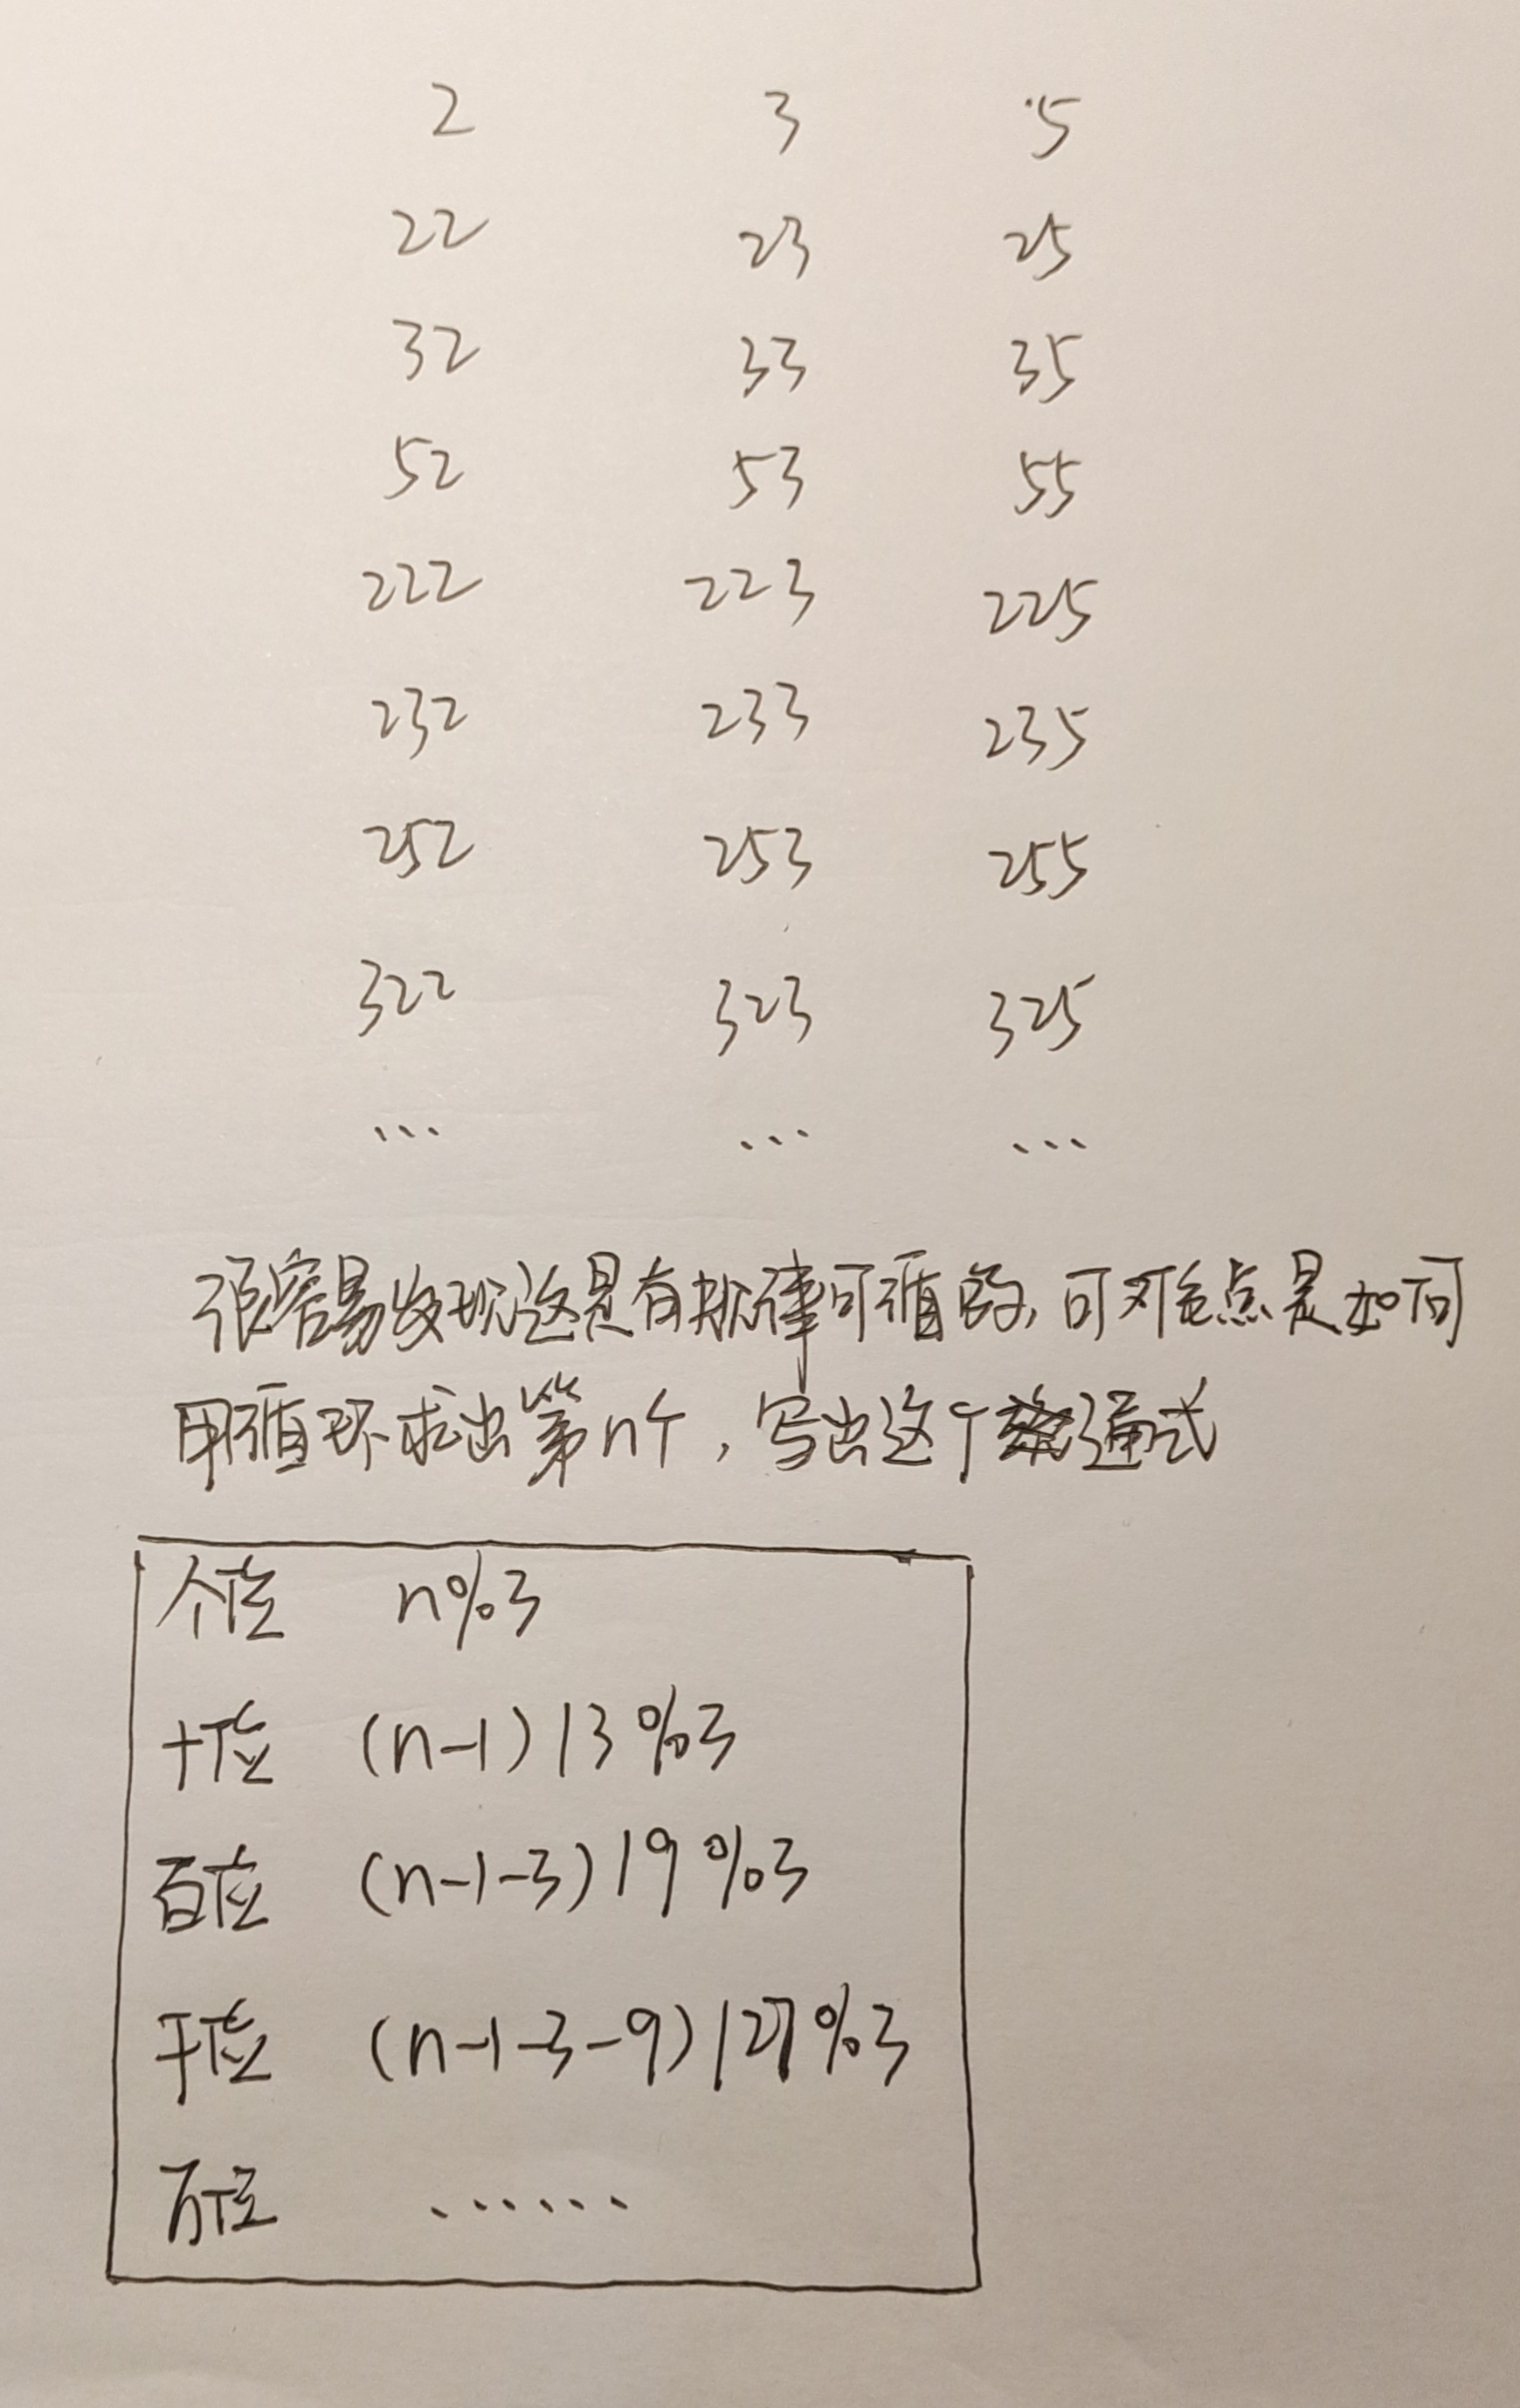 2 3 5
22 23 25
32 33 35
52 53 55
222 223 225
232 233 235
252 253 255
322 323 325
... ... ...
很容易发现这是有规律可循的,可难点是如何
用循环求出第n个,写出这个通式
个位 n%3
十位 (n-1)/3%3
百位 (n-1-3)/9%3
千位 (n-1-3-9)/27%3
万位 ......